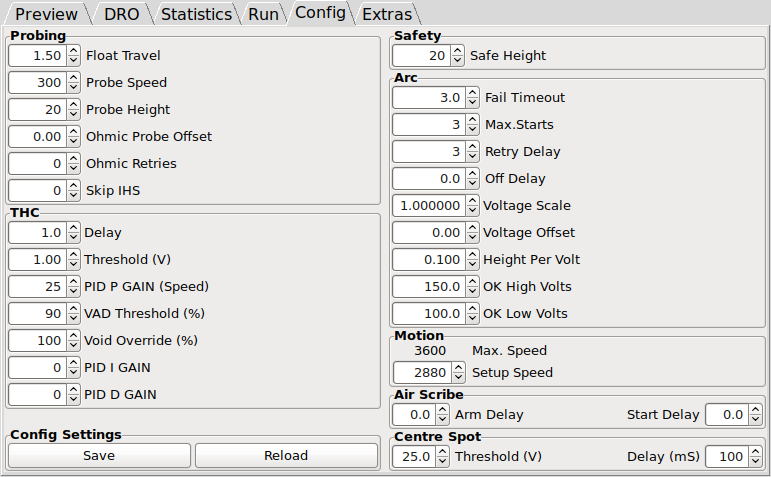 Preview DRO Statistics Run Config Extras
Probing
1.50 Float Travel
300 Probe Speed
20 Probe Height
0.00 Ohmic Probe Offset
0 Ohmic Retries
0 Skip IHS
THC
1.0 Delay
1.00 Threshold (V)
25 PID P GAIN (Speed)
90 VAD Threshold (%)
100 Void Override (%)
0 PID I GAIN
0 PID D GAIN
Config Settings
Save Reload
Safety
20 Safe Height
Arc
3.0 Fail Timeout
3 Max.Starts
3 Retry Delay
0.0 Off Delay
1.000000 Voltage Scale
0.00 Voltage Offset
0.100 Height Per Volt
150.0 OK High Volts
100.0 OK Low Volts
Motion
3600 Max. Speed
2880 Setup Speed
Air Scribe
0.0 Arm Delay Start Delay 0.0
Centre Spot
25.0 Threshold (V) Delay (mS) 100